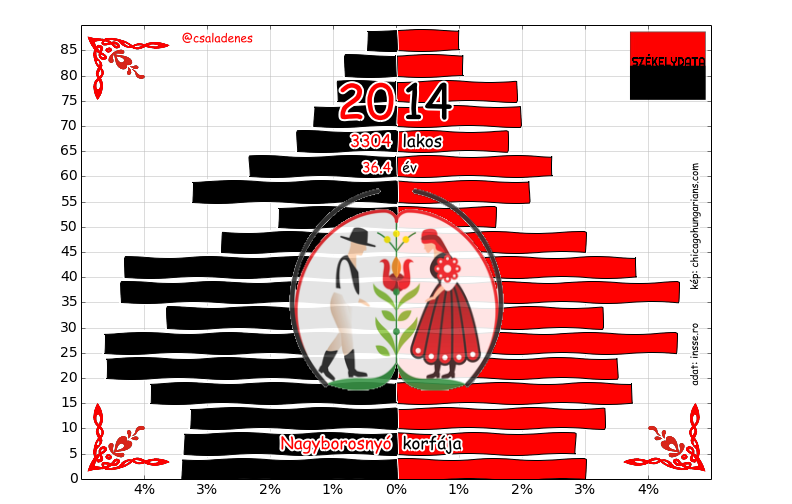 @csaladenes
SZÉKELYDATA
2014
3304 lakos
36.4 év
kép: chicagohungarians.com
adat: insse.ro
Nagyborosnyó korfája
85
80
75
70
65
60
55
50
45
40
35
30
25
20
15
10
5
0
4% 3% 2% 1% 0% 1% 2% 3% 4%